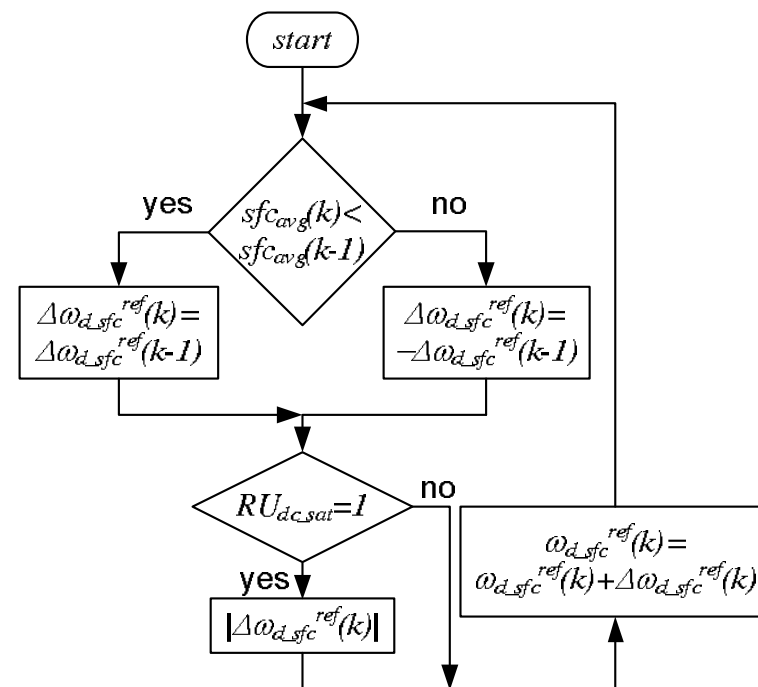 start
yes
no
sfc_avg(k)<
sfc_avg(k-1)
Δω_d_sfc^ref(k)=
Δω_d_sfc^ref(k-1)
Δω_d_sfc^ref(k)=
-Δω_d_sfc^ref(k-1)
RU_dc_sat=1
no
yes
|Δω_d_sfc^ref(k)|
ω_d_sfc^ref(k)=
ω_d_sfc^ref(k)+Δω_d_sfc^ref(k)